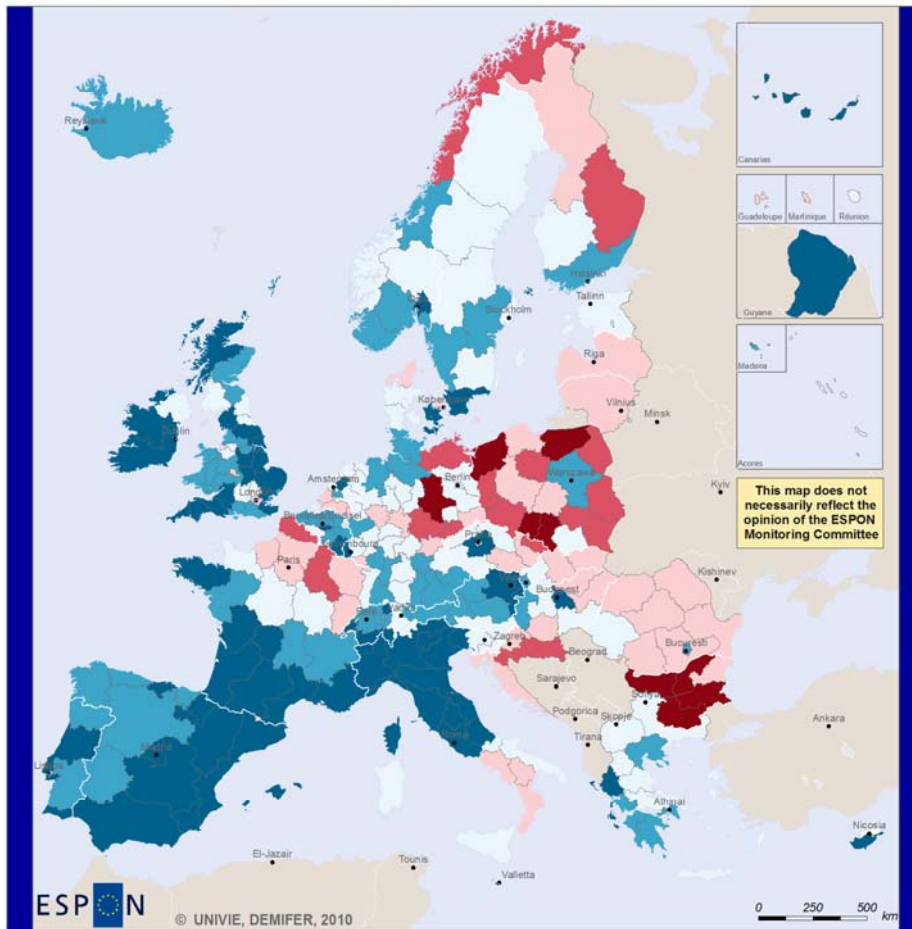 Reykjavik
Canarias
Guadeloupe
Martinique
Réunion
Guyane
Madeira
Acores
Helsinki
Tallinn
Stockholm
Riga
København
Vilnius
Minsk
Dublin
Amsterdam
Berlin
Warszawa
Kyiv
Paris
Budapest
Kishinev
Zagreb
Beograd
Bucuresti
Sarajevo
Podgorica
Skopje
Tirana
Ankara
Madrid
Roma
Athinai
Nicosia
El-Jazair
Tounis
Valletta
This map does not
necessarily reflect the
opinion of the ESPON
Monitoring Committee
ESPON
© UNIVIE, DEMIFER, 2010
0 250 500
km